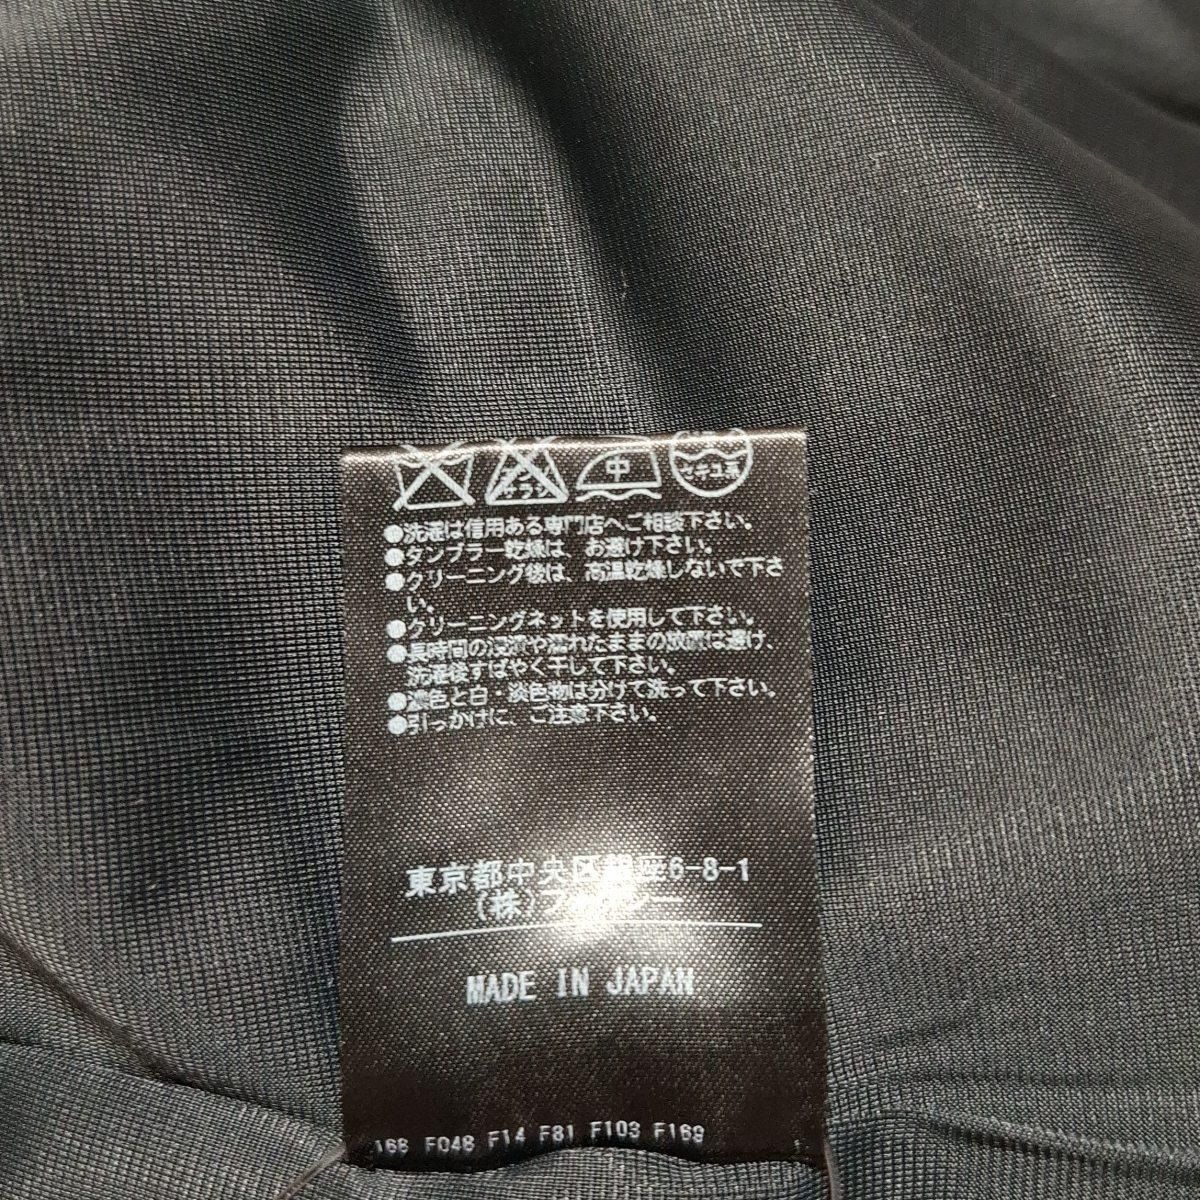 エンソ
サラシ
中
セキユ系
●洗濯は信用ある専門店へご相談下さい。
●タンブラー乾燥は、お避け下さい。
●クリーニング後は、高温乾燥しないで下さ
い。
●クリーニングネットを使用して下さい。
●長時間の浸漬や濡れたままの放置は避け、
洗濯後すばやく干して下さい。
●濃色と白・淡色物は分けて洗って下さい。
●引っかけに、ご注意下さい。
東京都中央区銀座6-8-1
(株)
MADE IN JAPAN
166 F048 F14 F81 F103 F169